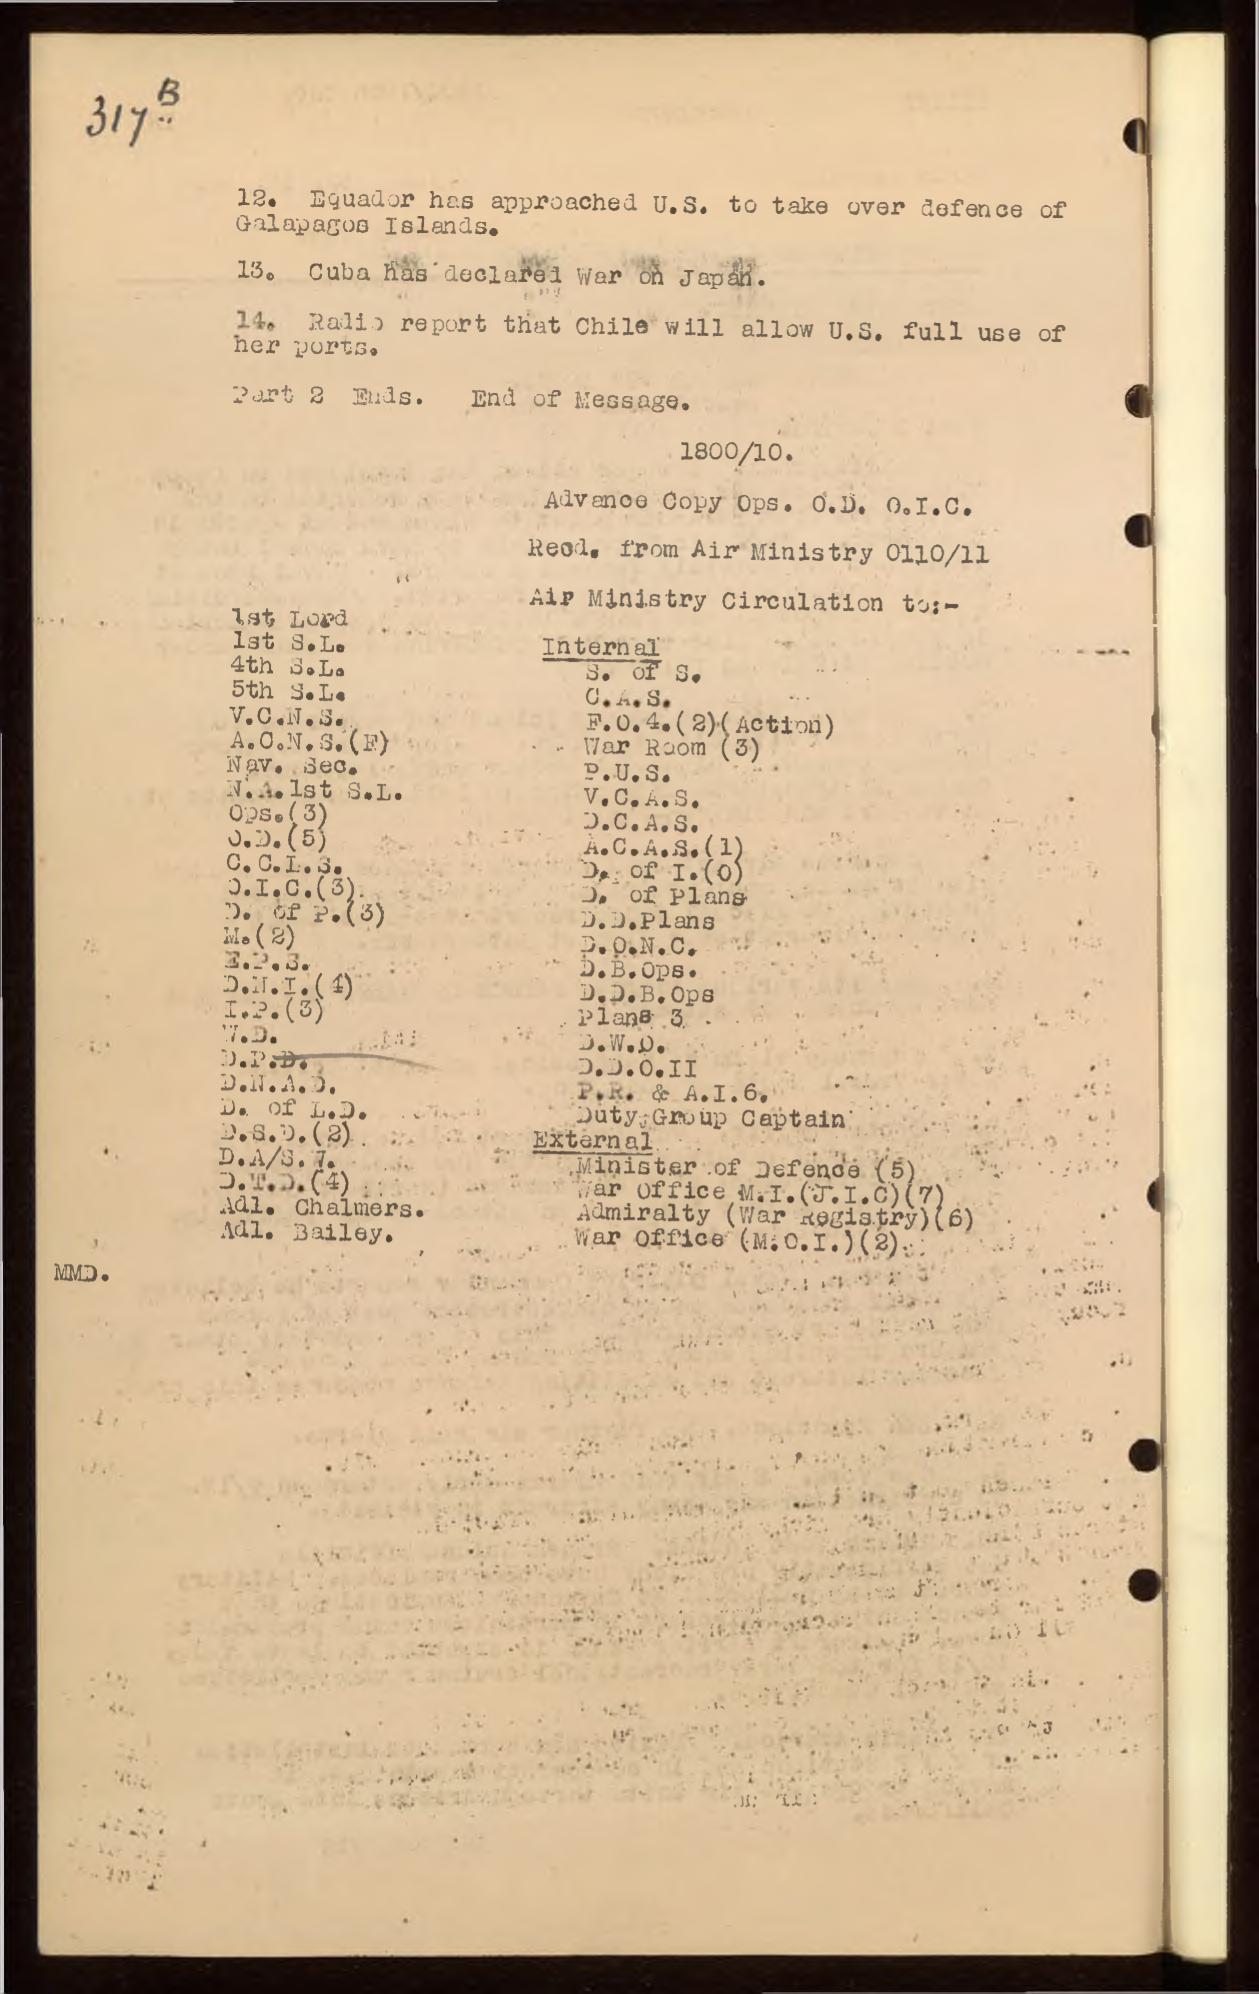 317 B
12. Equador has approached U.S. to take over defence of
Galapagos Islands.
13. Cuba has declared War on Japan.
14. Radio report that Chile will allow U.S. full use of
her ports.
Part 2 Ends. End of Message.
1800/10.
Advance Copy Ops. O.D. O.I.C.
Recd. from Air Ministry 0110/11
Air Ministry Circulation to:-
1st Lord
1st S.L.
4th S.L.
5th S.L.
V.C.N.S.
A.C.N.S.(F)
Nav. Sec.
N.A.1st S.L.
Ops.(3)
O.D.(5)
C.C.L.S.
O.I.C.(3)
D. of P.(3)
M.(2)
E.P.S.
D.N.I.(4)
I.P.(3)
W.D.
D.P.D.
D.N.A.D.
D. of L.D.
D.S.D.(2)
D.A/S.W.
D.T.D.(4)
Adl. Chalmers.
Adl. Bailey.
Internal
S. of S.
C.A.S.
F.O.4.(2)(Action)
War Room (3)
P.U.S.
V.C.A.S.
D.C.A.S.
A.C.A.S.(I)
D. of I.(O)
D. of Plans
D.D.Plans
D.O.N.C.
D.B.Ops.
D.D.B.Ops
Plans 3
D.W.O.
D.D.O.II
P.R. & A.I.6.
Duty Group Captain
External
Minister of Defence (5)
War Office M.I.(J.I.C)(7)
Admiralty (War Registry)(6)
War Office (M.O.I.)(2)
MMD.